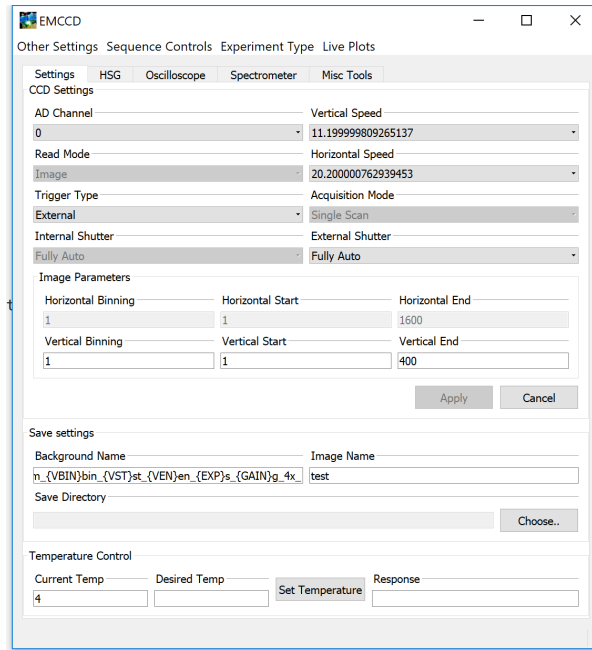 EMCCD
Other Settings Sequence Controls Experiment Type Live Plots
Settings HSG Oscilloscope Spectrometer Misc Tools
CCD Settings
AD Channel Vertical Speed
0 11.199999809265137
Read Mode Horizontal Speed
Image 20.200000762939453
Trigger Type Acquisition Mode
External Single Scan
Internal Shutter External Shutter
Fully Auto Fully Auto
Image Parameters
Horizontal Binning Horizontal Start Horizontal End
1 1 1600
Vertical Binning Vertical Start Vertical End
1 1 400
Apply Cancel
Save settings
Background Name Image Name
m_{VBIN}bin_{VST}st_{VEN}en_{EXP}s_{GAIN}g_4x_ test
Save Directory
Choose..
Temperature Control
Current Temp Desired Temp Set Temperature Response
4